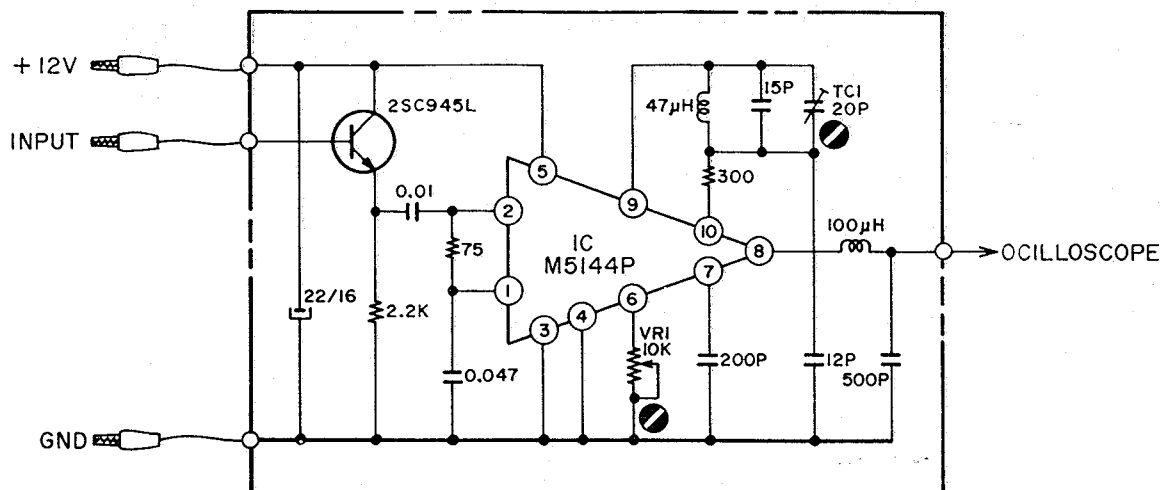 +12V
INPUT
GND
2SC945L
22/16
2.2K
0.01
75
0.047
IC
M5144P
1
2
3
4
5
6
7
8
9
10
VR1
10K
47µH
15P
TC1
20P
300
200P
12P
500P
100µH
OCILLOSCOPE